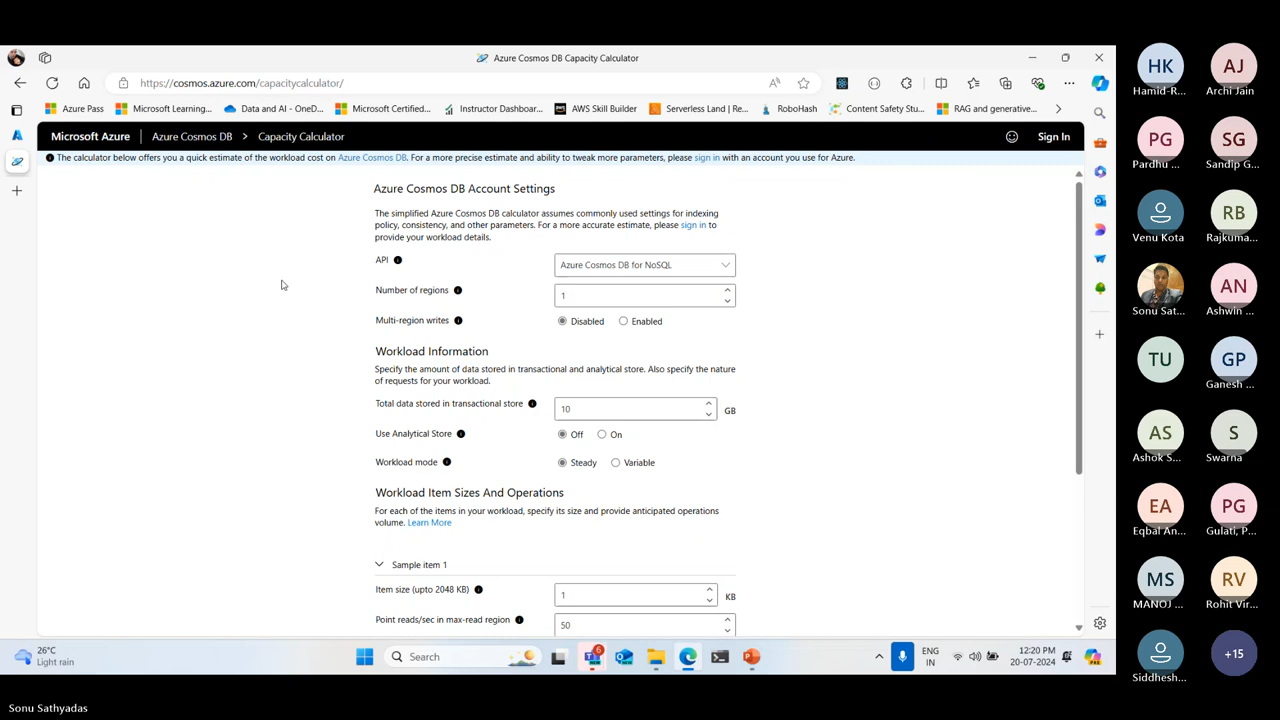 Azure Cosmos DB Capacity Calculator
https://cosmos.azure.com/capacitycalculator/
Azure Pass
Microsoft Learning...
Data and AI - OneD...
Microsoft Certified...
Instructor Dashboar...
AWS Skill Builder
Serverless Land | Re...
RoboHash
Content Safety Stu...
RAG and generative...
Microsoft Azure
Azure Cosmos DB > Capacity Calculator
Sign In
The calculator below offers you a quick estimate of the workload cost on Azure Cosmos DB. For a more precise estimate and ability to tweak more parameters, please sign in with an account you use for Azure.
Azure Cosmos DB Account Settings
The simplified Azure Cosmos DB calculator assumes commonly used settings for indexing
policy, consistency, and other parameters. For a more accurate estimate, please sign in to
provide your workload details.
API
Azure Cosmos DB for NoSQL
Number of regions
1
Multi-region writes
Disabled
Enabled
Workload Information
Specify the amount of data stored in transactional and analytical store. Also specify the nature
of requests for your workload.
Total data stored in transactional store
10
GB
Use Analytical Store
Off
On
Workload mode
Steady
Variable
Workload Item Sizes And Operations
For each of the items in your workload, specify its size and provide anticipated operations
volume. Learn More
Sample item 1
Item size (upto 2048 KB)
1
KB
Point reads/sec in max-read region
50
26°C
Light rain
Search
6
ENG
IN
12:20 PM
20-07-2024
HK
Hamid-R...
AJ
Archi Jain
PG
Pardhu ...
SG
Sandip G...
Venu Kota
RB
Rajkuma...
Sonu Sat...
AN
Ashwin ...
TU
GP
Ganesh ...
AS
Ashok S...
S
Swarna
EA
Eqbal An...
PG
Gulati, P...
MS
MANOJ ...
RV
Rohit Vir...
Siddhesh...
+15
Sonu Sathyadas